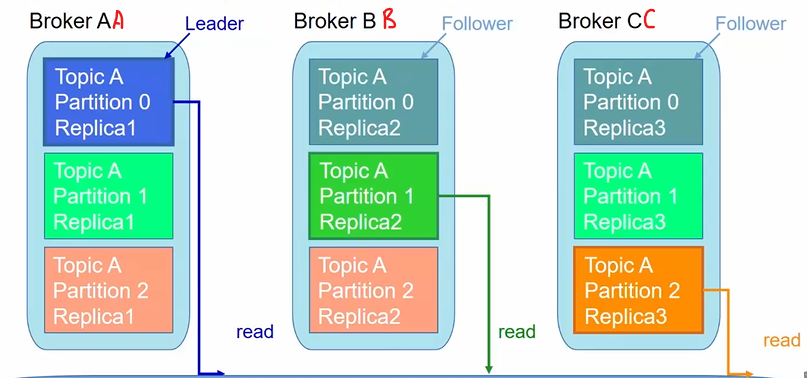 Broker A A
Leader
Topic A
Partition 0
Replica1
Topic A
Partition 1
Replica1
Topic A
Partition 2
Replica1
read
Broker B B
Follower
Topic A
Partition 0
Replica2
Topic A
Partition 1
Replica2
Topic A
Partition 2
Replica2
read
Broker C C
Follower
Topic A
Partition 0
Replica3
Topic A
Partition 1
Replica3
Topic A
Partition 2
Replica3
read